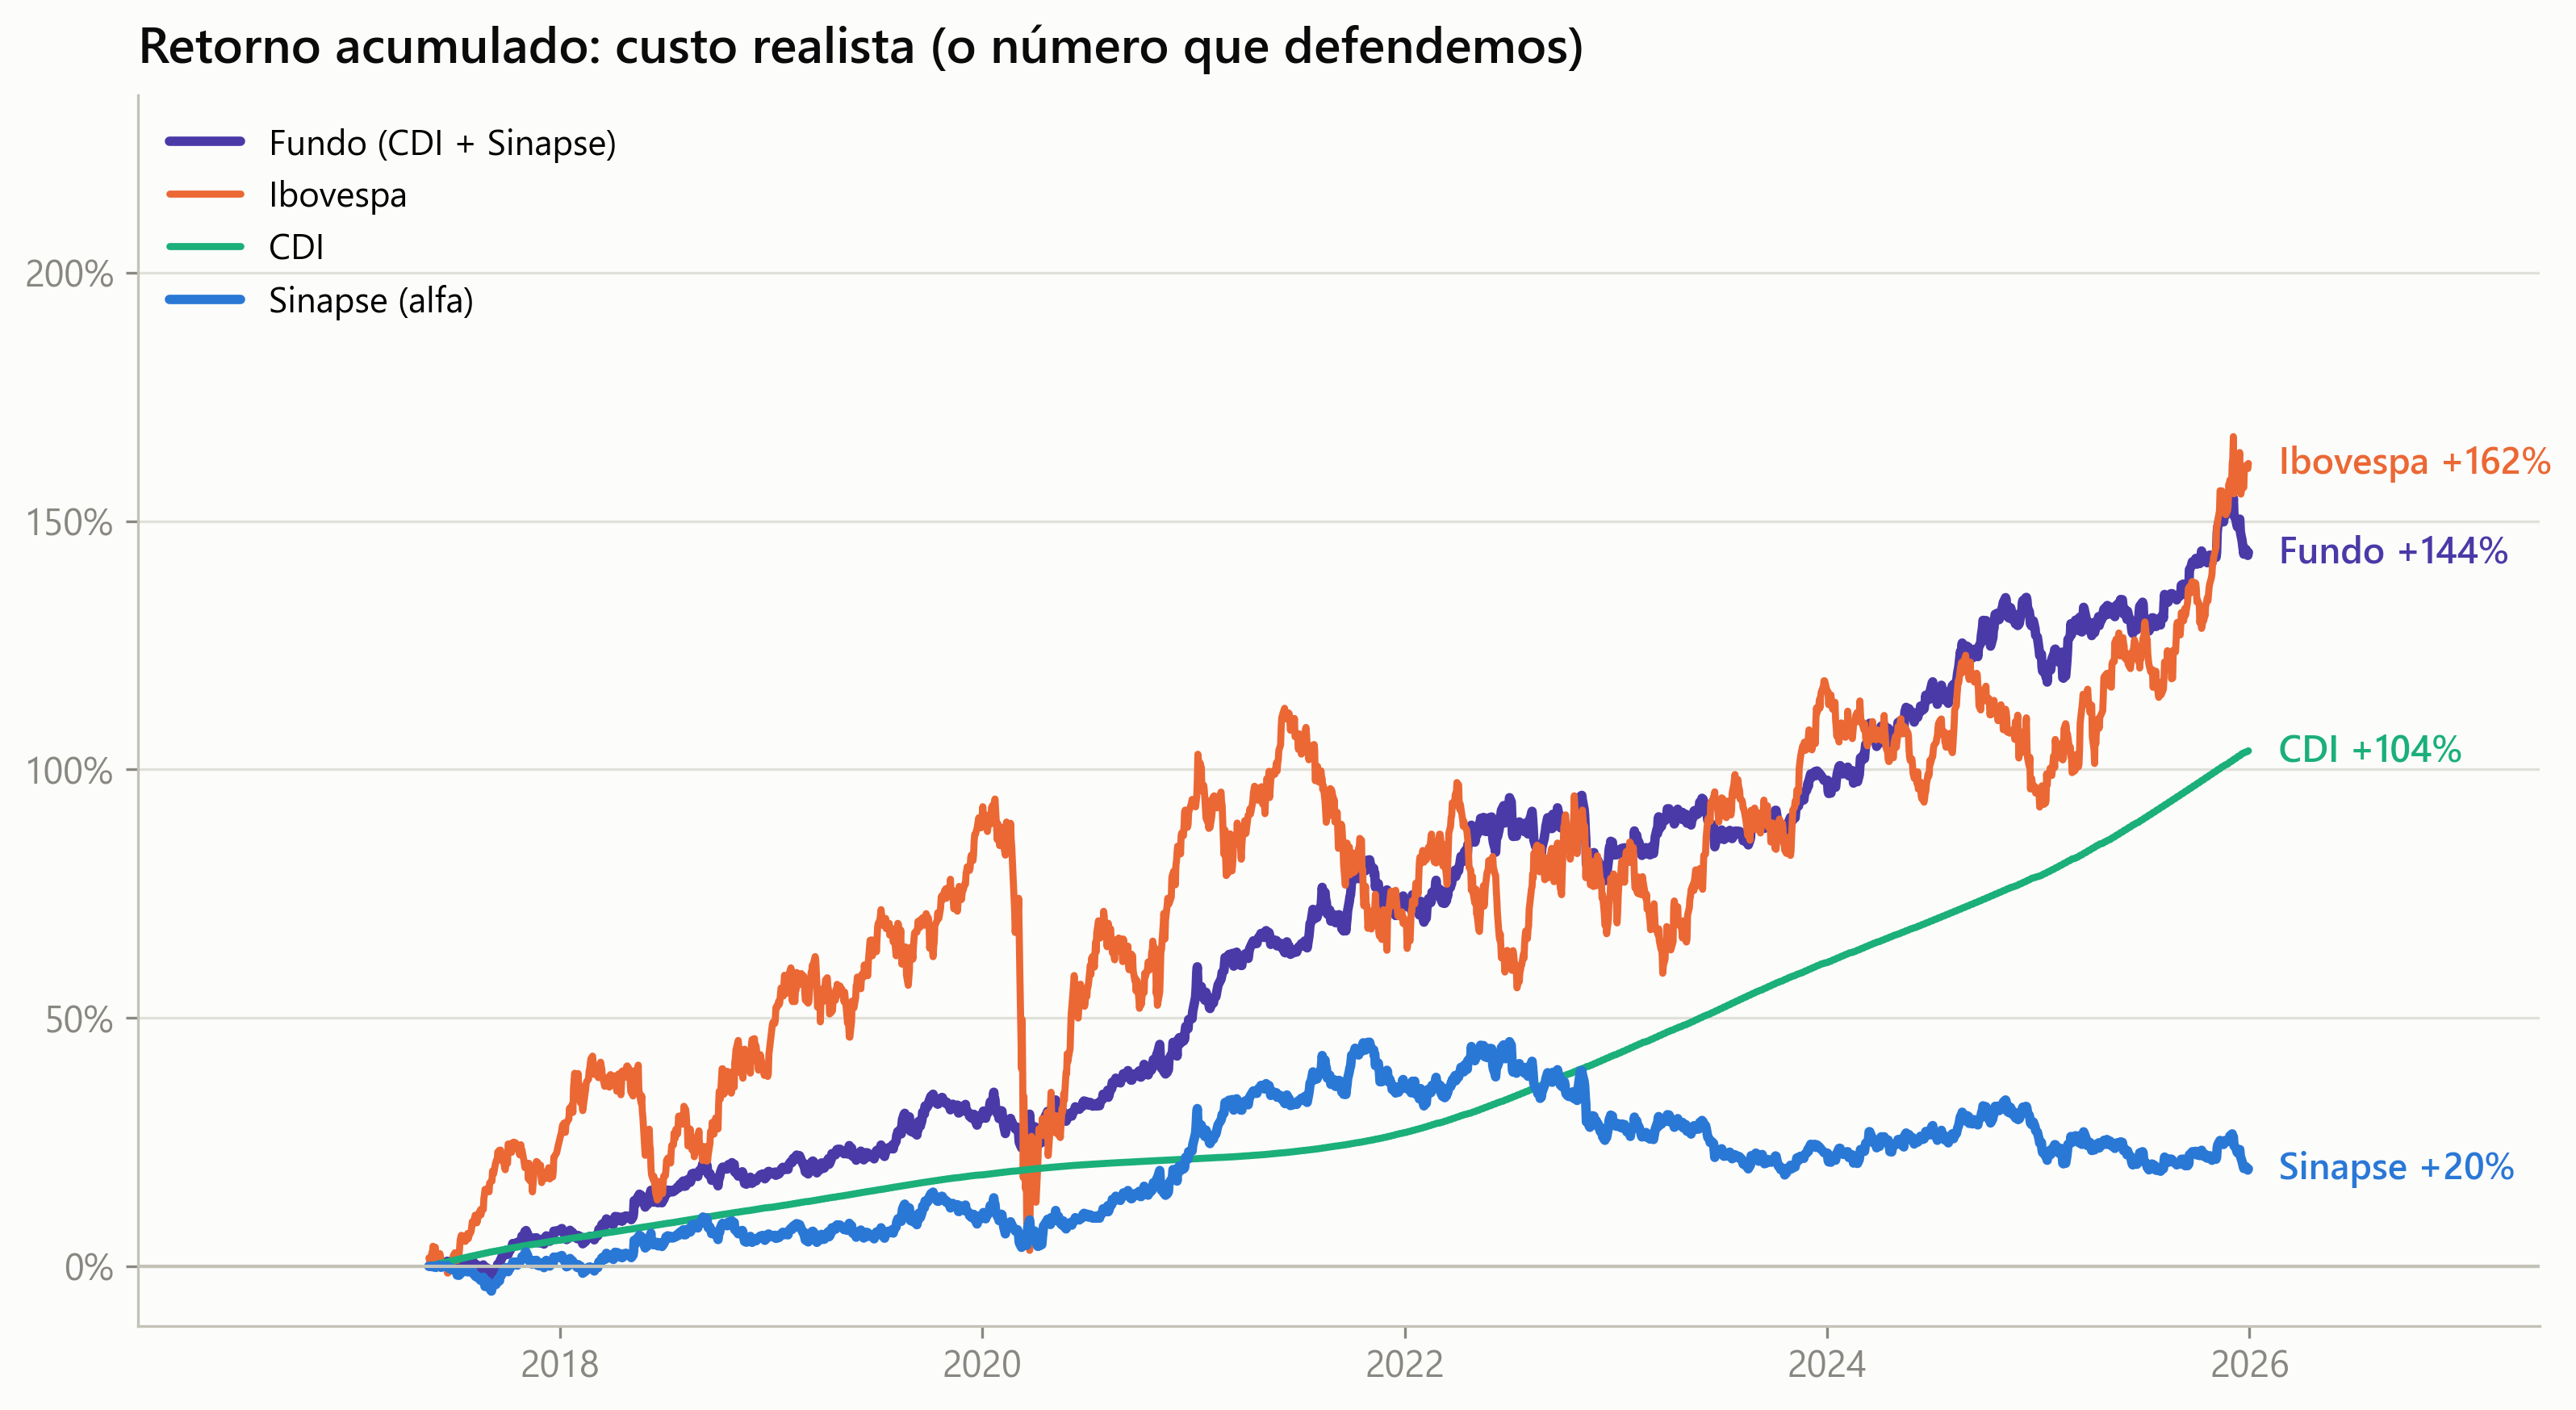 Retorno acumulado: custo realista (o número que defendemos)
Fundo (CDI + Sinapse)
Ibovespa
CDI
Sinapse (alfa)
200%
150%
100%
50%
0%
Ibovespa +162%
Fundo +144%
CDI +104%
Sinapse +20%
2018
2020
2022
2024
2026